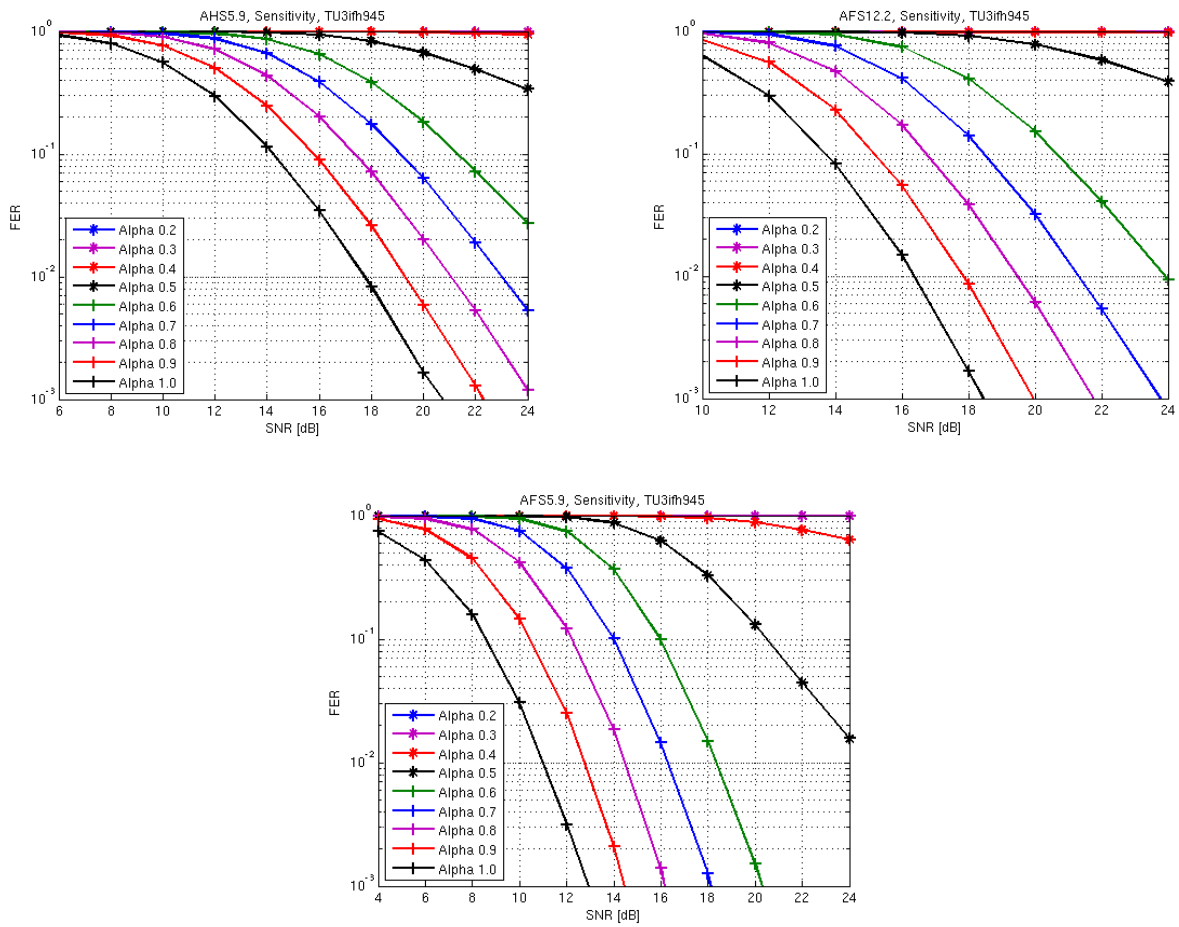 AHS5.9, Sensitivity, TU3ifh945
10^0
10^-1
10^-2
10^-3
FER
Alpha 0.2
Alpha 0.3
Alpha 0.4
Alpha 0.5
Alpha 0.6
Alpha 0.7
Alpha 0.8
Alpha 0.9
Alpha 1.0
6 8 10 12 14 16 18 20 22 24
SNR [dB]
AFS12.2, Sensitivity, TU3ifh945
10^0
10^-1
10^-2
10^-3
FER
Alpha 0.2
Alpha 0.3
Alpha 0.4
Alpha 0.5
Alpha 0.6
Alpha 0.7
Alpha 0.8
Alpha 0.9
Alpha 1.0
10 12 14 16 18 20 22 24
SNR [dB]
AFS5.9, Sensitivity, TU3ifh945
10^0
10^-1
10^-2
10^-3
FER
Alpha 0.2
Alpha 0.3
Alpha 0.4
Alpha 0.5
Alpha 0.6
Alpha 0.7
Alpha 0.8
Alpha 0.9
Alpha 1.0
4 6 8 10 12 14 16 18 20 22 24
SNR [dB]